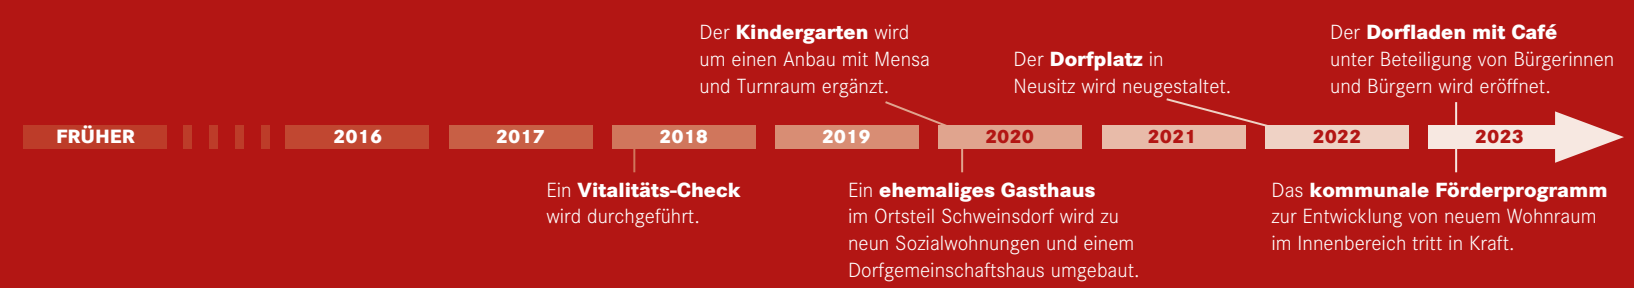 Der Kindergarten wird
um einen Anbau mit Mensa
und Turnraum ergänzt.
Der Dorfplatz in
Neusitz wird neugestaltet.
Der Dorfladen mit Café
unter Beteiligung von Bürgerinnen
und Bürgern wird eröffnet.
FRÜHER 2016 2017 2018 2019 2020 2021 2022 2023
Ein Vitalitäts-Check
wird durchgeführt.
Ein ehemaliges Gasthaus
im Ortsteil Schweinsdorf wird zu
neun Sozialwohnungen und einem
Dorfgemeinschaftshaus umgebaut.
Das kommunale Förderprogramm
zur Entwicklung von neuem Wohnraum
im Innenbereich tritt in Kraft.